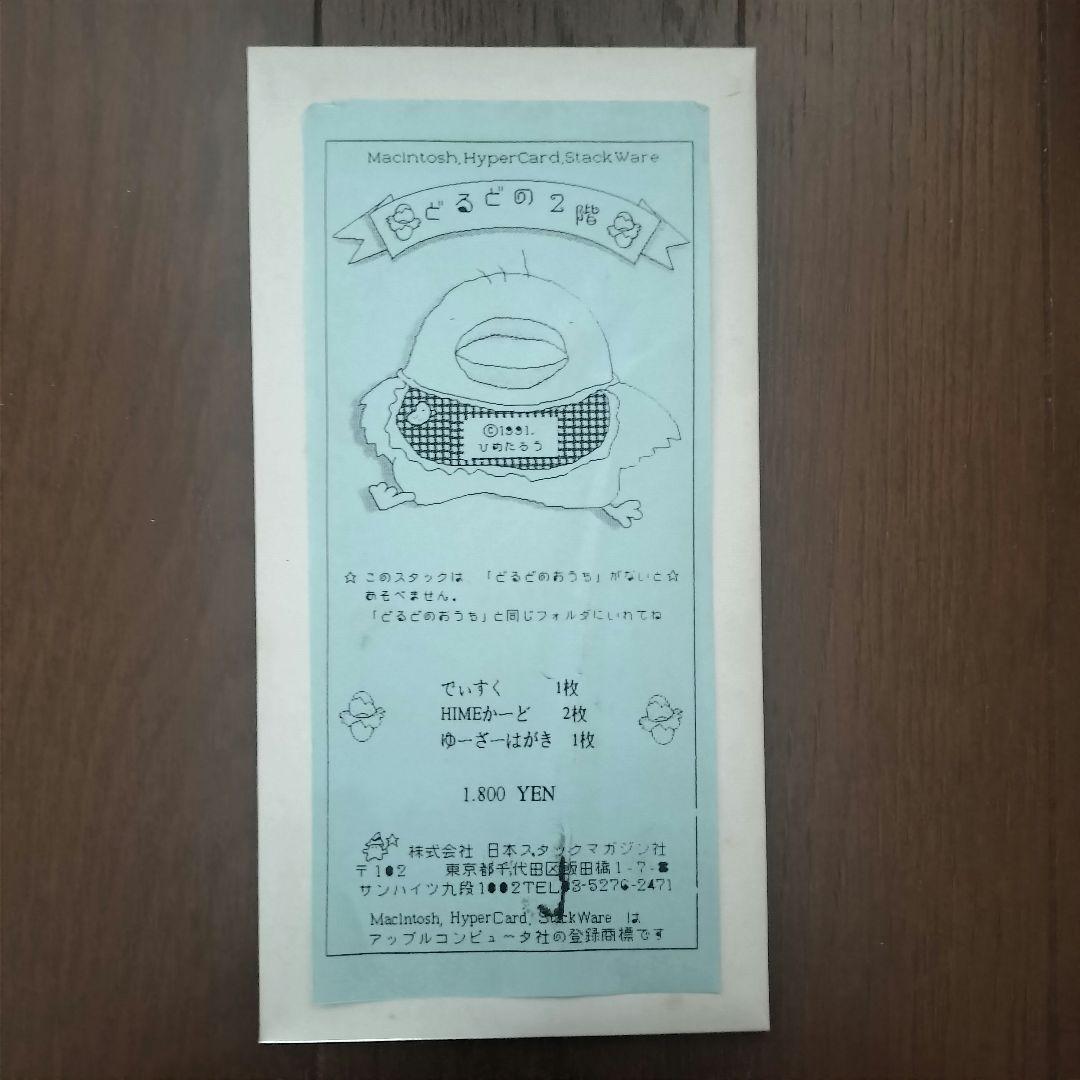 MacIntosh,HyperCard,StackWare
どるどの2階
©1991.
ひめたろう
☆このスタックは 「どるどのおうち」がないと☆
あそべません.
「どるどのおうち」と同じフォルダにいれてね
でぃすく 1枚
HIMEかーど 2枚
ゆーざーはがき 1枚
1.800 YEN
株式会社 日本スタックマガジン社
〒102 東京都千代田区飯田橋1-7-
サンハイツ九段1002TEL03-5276-2471
MacIntosh, HyperCard, StackWare は
アップルコンピュータ社の登録商標です